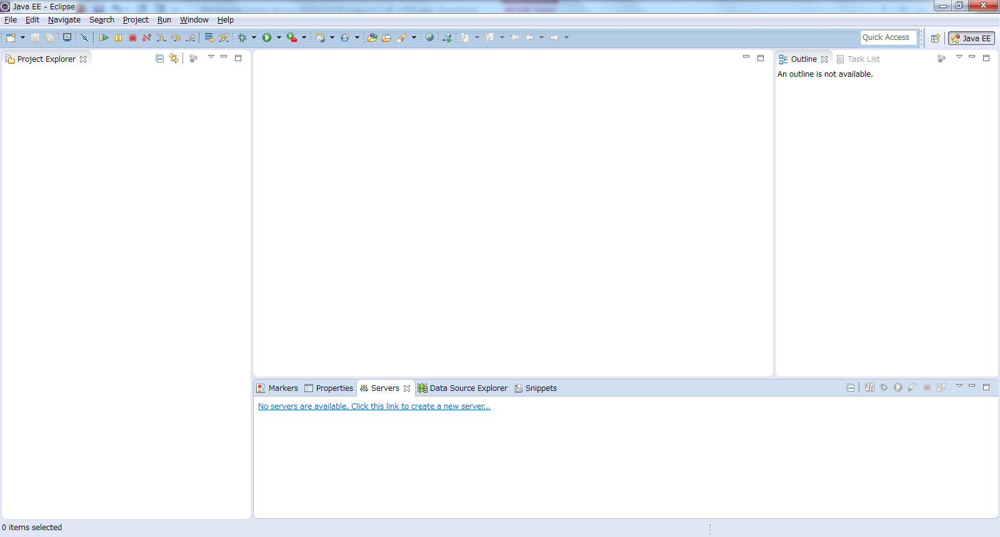 Java EE - Eclipse
File Edit Navigate Search Project Run Window Help
Quick Access
Java EE
Project Explorer
Outline Task List
An outline is not available.
Markers Properties Servers Data Source Explorer Snippets
No servers are available. Click this link to create a new server...
0 items selected